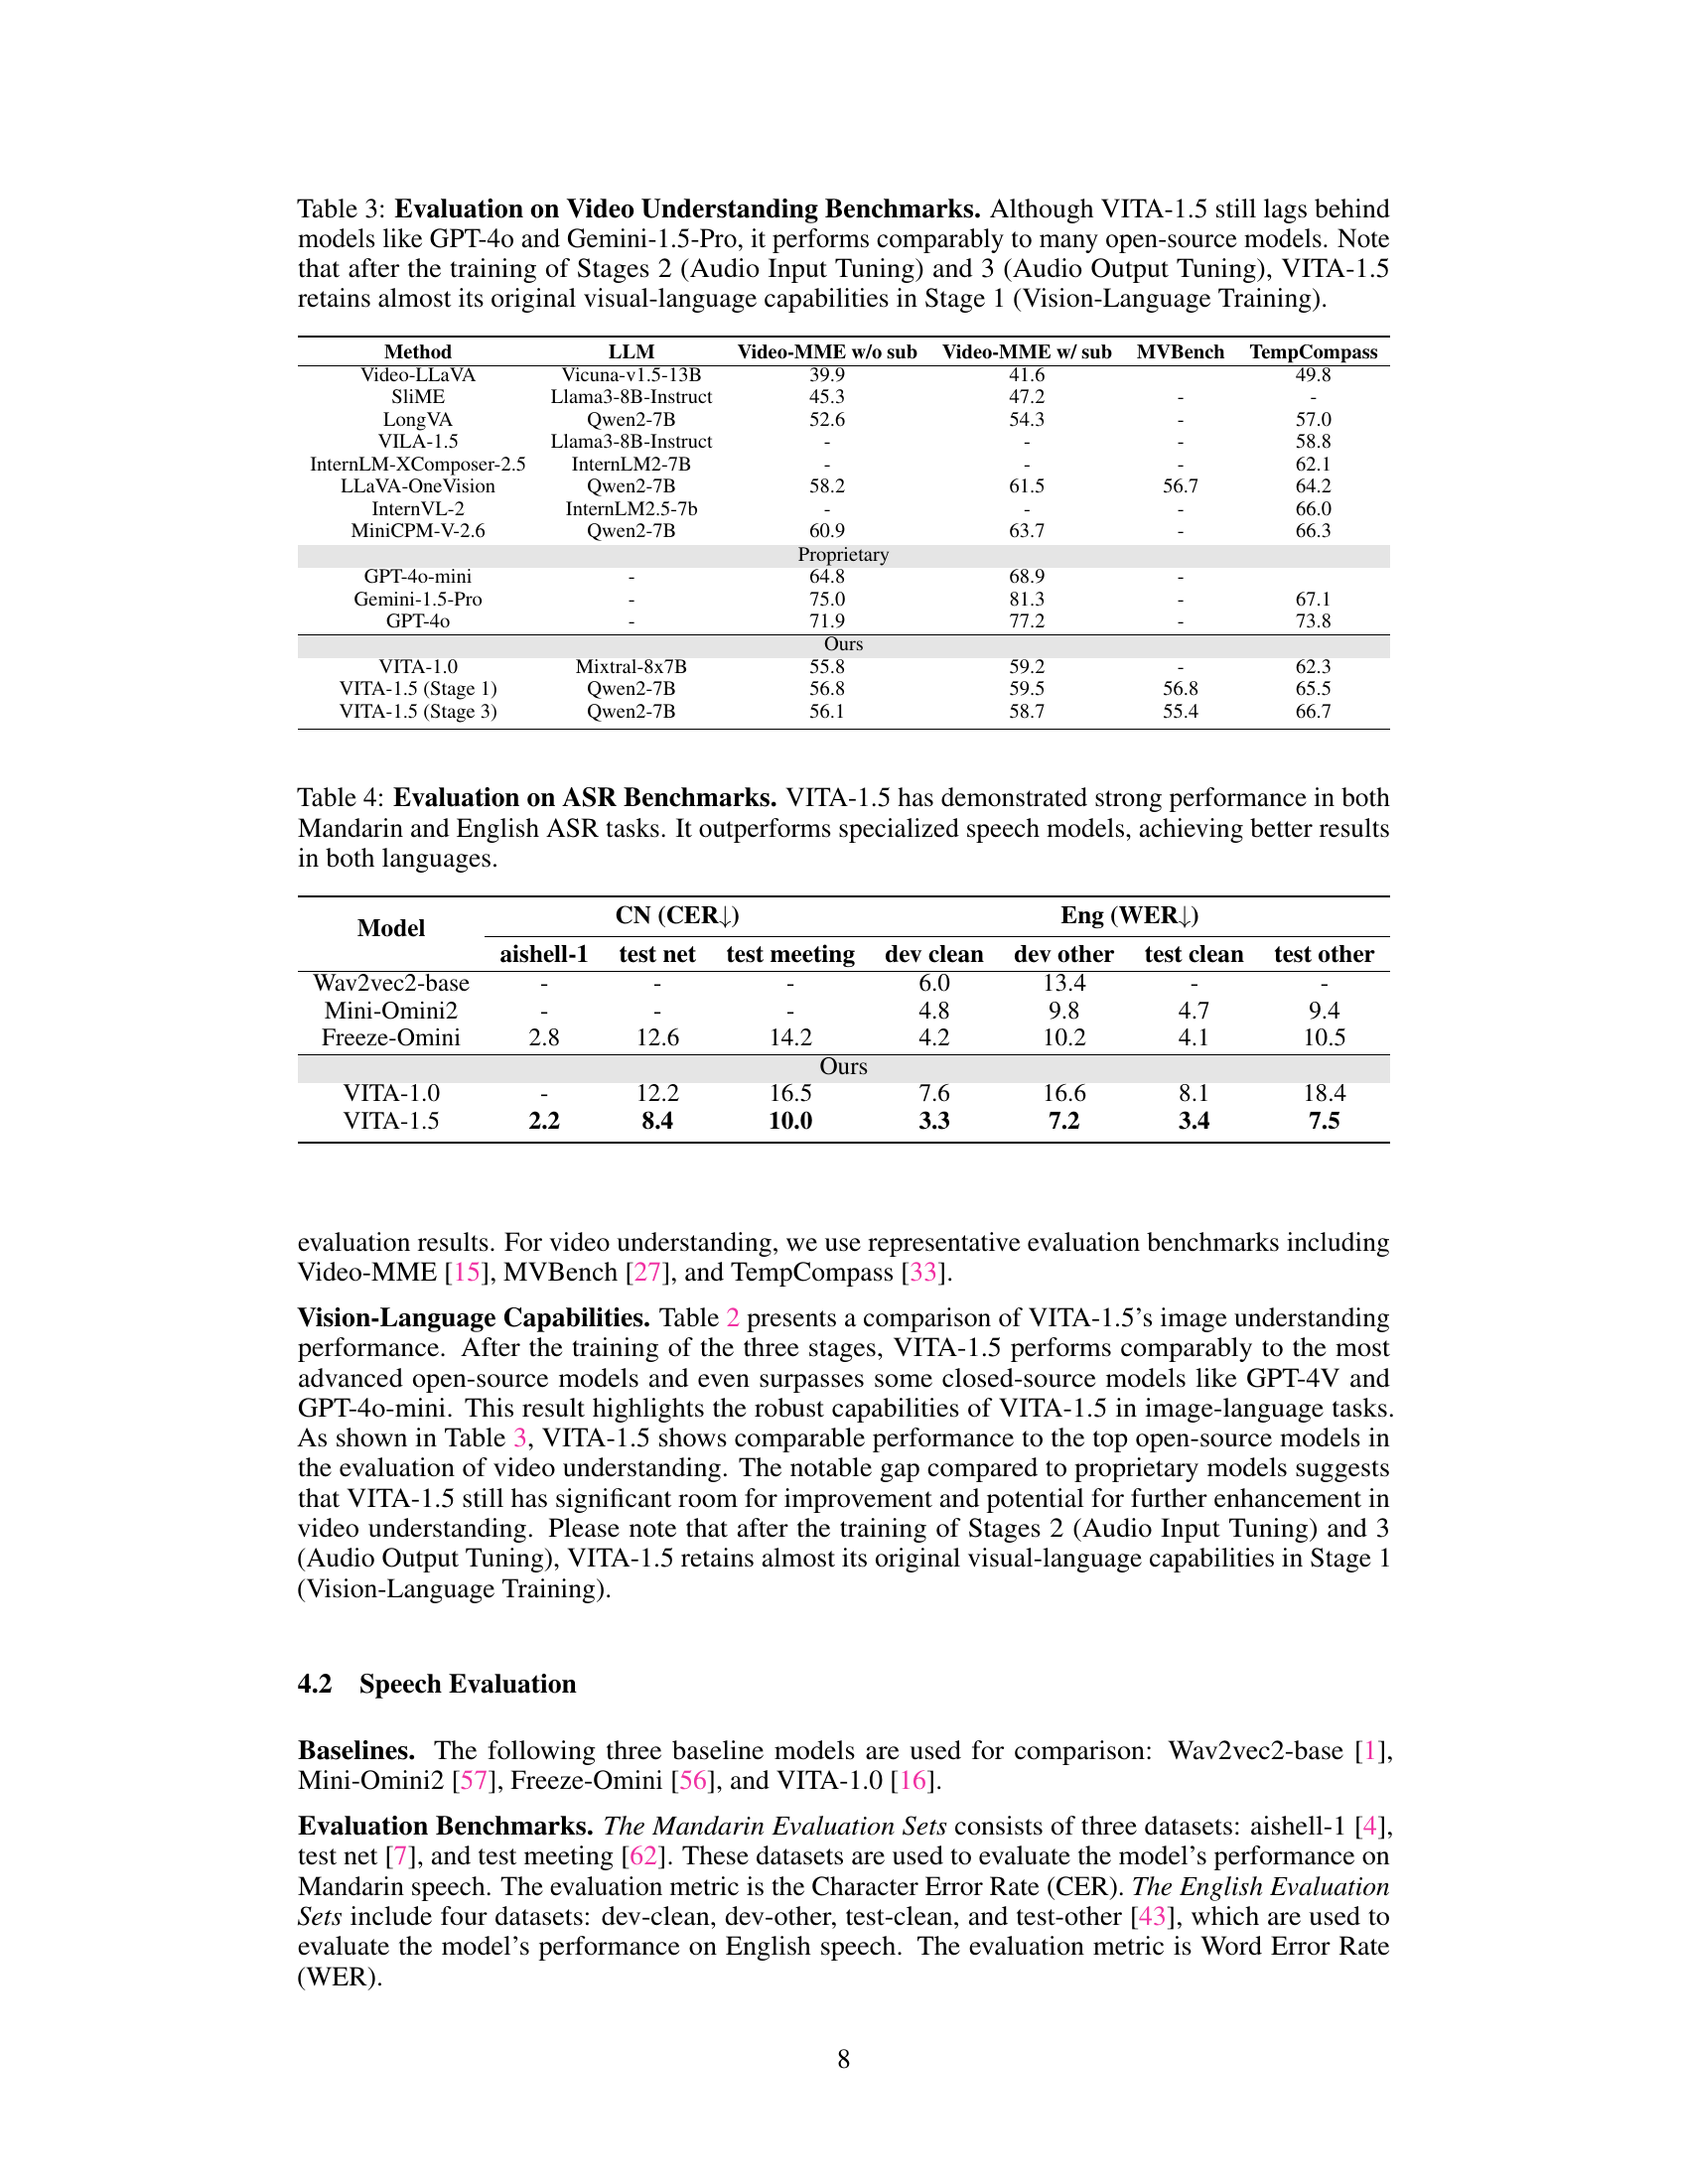 Table 3: Evaluation on Video Understanding Benchmarks. Although VITA-1.5 still lags behind
models like GPT-4o and Gemini-1.5-Pro, it performs comparably to many open-source models. Note
that after the training of Stages 2 (Audio Input Tuning) and 3 (Audio Output Tuning), VITA-1.5
retains almost its original visual-language capabilities in Stage 1 (Vision-Language Training).
Method LLM Video-MME w/o sub Video-MME w/ sub MVBench TempCompass
Video-LLaVA Vicuna-v1.5-13B 39.9 41.6 49.8
SliME Llama3-8B-Instruct 45.3 47.2 - -
LongVA Qwen2-7B 52.6 54.3 - 57.0
VILA-1.5 Llama3-8B-Instruct - - - 58.8
InternLM-XComposer-2.5 InternLM2-7B - - - 62.1
LLaVA-OneVision Qwen2-7B 58.2 61.5 56.7 64.2
InternVL-2 InternLM2.5-7b - - - 66.0
MiniCPM-V-2.6 Qwen2-7B 60.9 63.7 - 66.3
Proprietary
GPT-4o-mini - 64.8 68.9 -
Gemini-1.5-Pro - 75.0 81.3 - 67.1
GPT-4o - 71.9 77.2 - 73.8
Ours
VITA-1.0 Mixtral-8x7B 55.8 59.2 - 62.3
VITA-1.5 (Stage 1) Qwen2-7B 56.8 59.5 56.8 65.5
VITA-1.5 (Stage 3) Qwen2-7B 56.1 58.7 55.4 66.7
Table 4: Evaluation on ASR Benchmarks. VITA-1.5 has demonstrated strong performance in both
Mandarin and English ASR tasks. It outperforms specialized speech models, achieving better results
in both languages.
Model CN (CER↓) Eng (WER↓)
aishell-1 test net test meeting dev clean dev other test clean test other
Wav2vec2-base - - - 6.0 13.4 - -
Mini-Omini2 - - - 4.8 9.8 4.7 9.4
Freeze-Omini 2.8 12.6 14.2 4.2 10.2 4.1 10.5
Ours
VITA-1.0 - 12.2 16.5 7.6 16.6 8.1 18.4
VITA-1.5 2.2 8.4 10.0 3.3 7.2 3.4 7.5
evaluation results. For video understanding, we use representative evaluation benchmarks including
Video-MME [15], MVBench [27], and TempCompass [33].
Vision-Language Capabilities. Table 2 presents a comparison of VITA-1.5's image understanding
performance. After the training of the three stages, VITA-1.5 performs comparably to the most
advanced open-source models and even surpasses some closed-source models like GPT-4V and
GPT-4o-mini. This result highlights the robust capabilities of VITA-1.5 in image-language tasks.
As shown in Table 3, VITA-1.5 shows comparable performance to the top open-source models in
the evaluation of video understanding. The notable gap compared to proprietary models suggests
that VITA-1.5 still has significant room for improvement and potential for further enhancement in
video understanding. Please note that after the training of Stages 2 (Audio Input Tuning) and 3
(Audio Output Tuning), VITA-1.5 retains almost its original visual-language capabilities in Stage 1
(Vision-Language Training).
4.2 Speech Evaluation
Baselines. The following three baseline models are used for comparison: Wav2vec2-base [1],
Mini-Omini2 [57], Freeze-Omini [56], and VITA-1.0 [16].
Evaluation Benchmarks. The Mandarin Evaluation Sets consists of three datasets: aishell-1 [4],
test net [7], and test meeting [62]. These datasets are used to evaluate the model's performance on
Mandarin speech. The evaluation metric is the Character Error Rate (CER). The English Evaluation
Sets include four datasets: dev-clean, dev-other, test-clean, and test-other [43], which are used to
evaluate the model's performance on English speech. The evaluation metric is Word Error Rate
(WER).
8